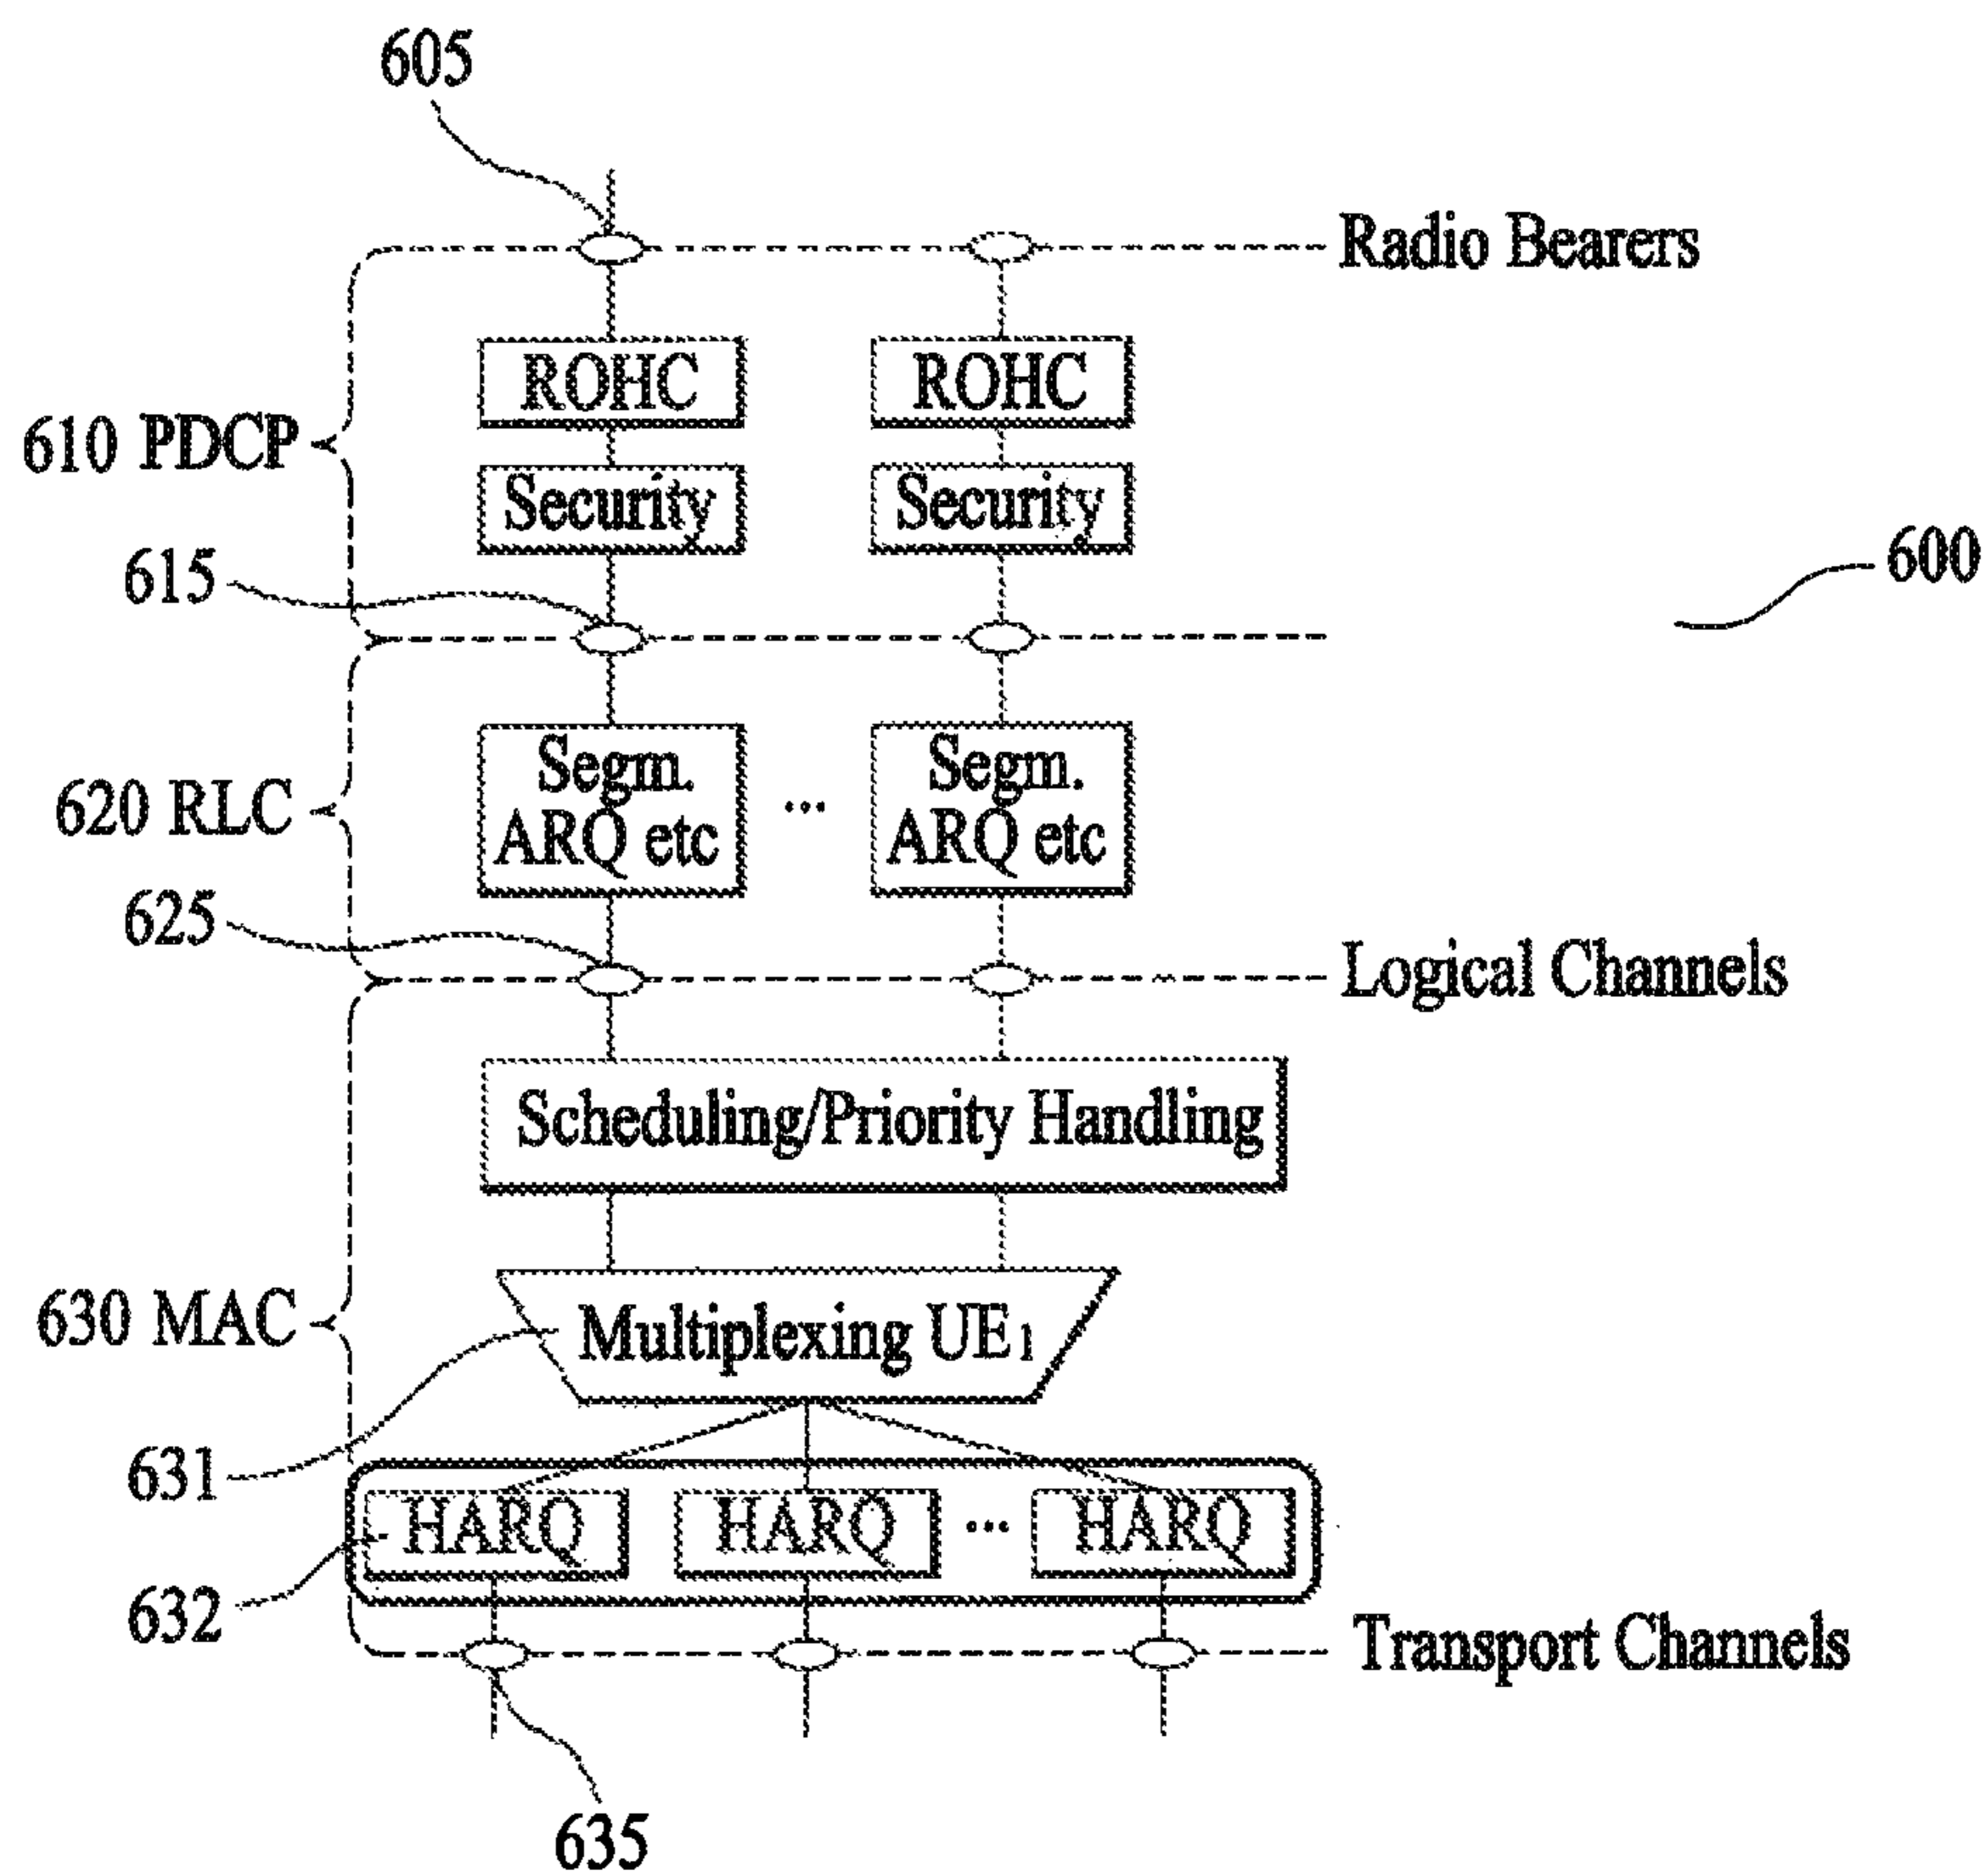 605
Radio Bearers
ROHC ROHC
610 PDCP
Security Security
615
600
Segm. Segm.
620 RLC
...
ARQ etc ARQ etc
625
Logical Channels
Scheduling/Priority Handling
630 MAC
Multiplexing UE1
631
HARQ HARQ ... HARQ
632
Transport Channels
635